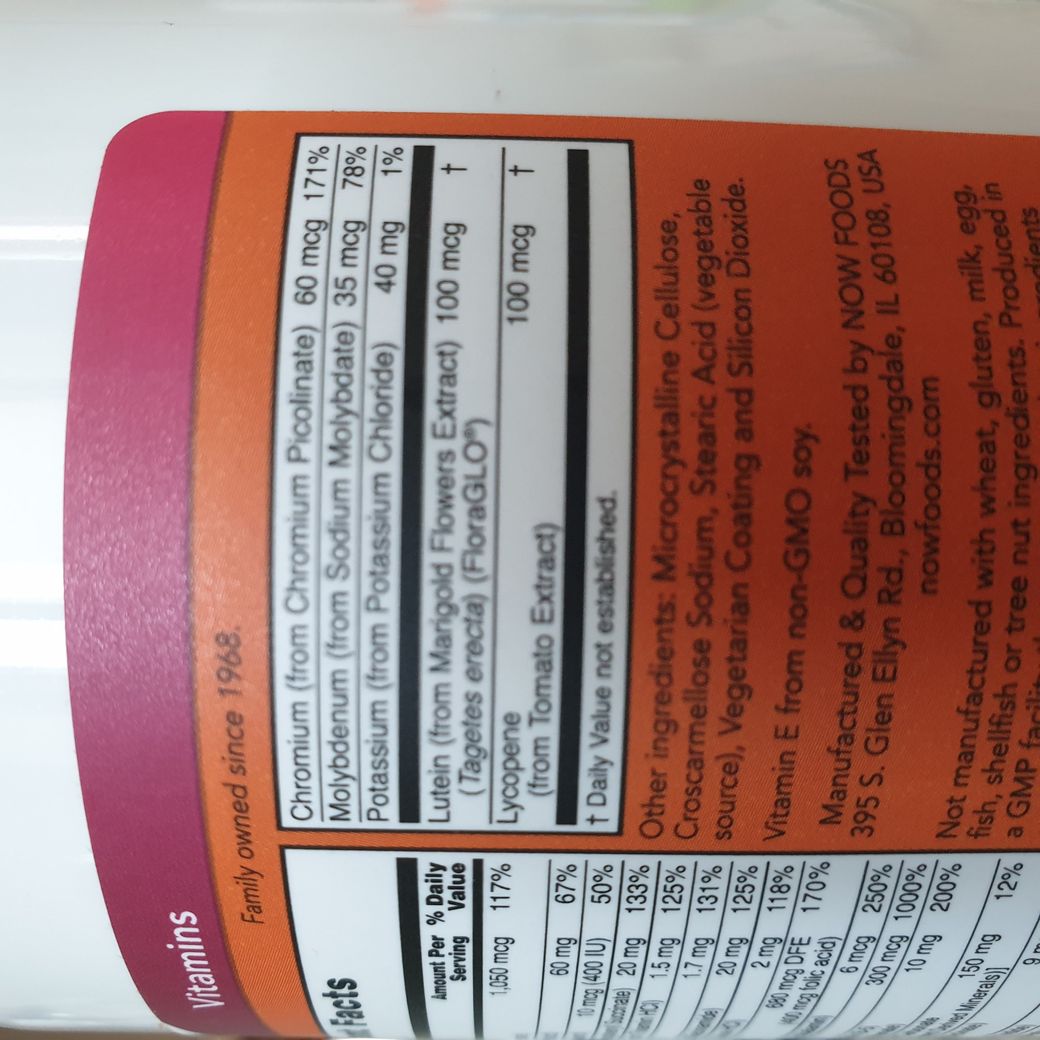 Vitamins
Family owned since 1968.
Facts
Amount Per Serving % Daily Value
1,050 mcg 117%
60 mg 67%
10 mcg (400 IU) 50%
20 mg 133%
1.5 mg 125%
1.7 mg 131%
20 mg 125%
2 mg 118%
680 mcg DFE 170%
(400 mcg folic acid)
6 mcg 250%
300 mcg 1000%
10 mg 200%
150 mg 12%
Minerals)]
Chromium (from Chromium Picolinate) 60 mcg 171%
Molybdenum (from Sodium Molybdate) 35 mcg 78%
Potassium (from Potassium Chloride) 40 mg 1%
Lutein (from Marigold Flowers Extract) 100 mcg †
(Tagetes erecta) (FloraGLO®)
Lycopene 100 mcg †
(from Tomato Extract)
† Daily Value not established.
Other ingredients: Microcrystalline Cellulose,
Croscarmellose Sodium, Stearic Acid (vegetable
source), Vegetarian Coating and Silicon Dioxide.
Vitamin E from non-GMO soy.
Manufactured & Quality Tested by NOW FOODS
395 S. Glen Ellyn Rd., Bloomingdale, IL 60108, USA
nowfoods.com
Not manufactured with wheat, gluten, milk, egg,
fish, shellfish or tree nut ingredients. Produced in
a GMP